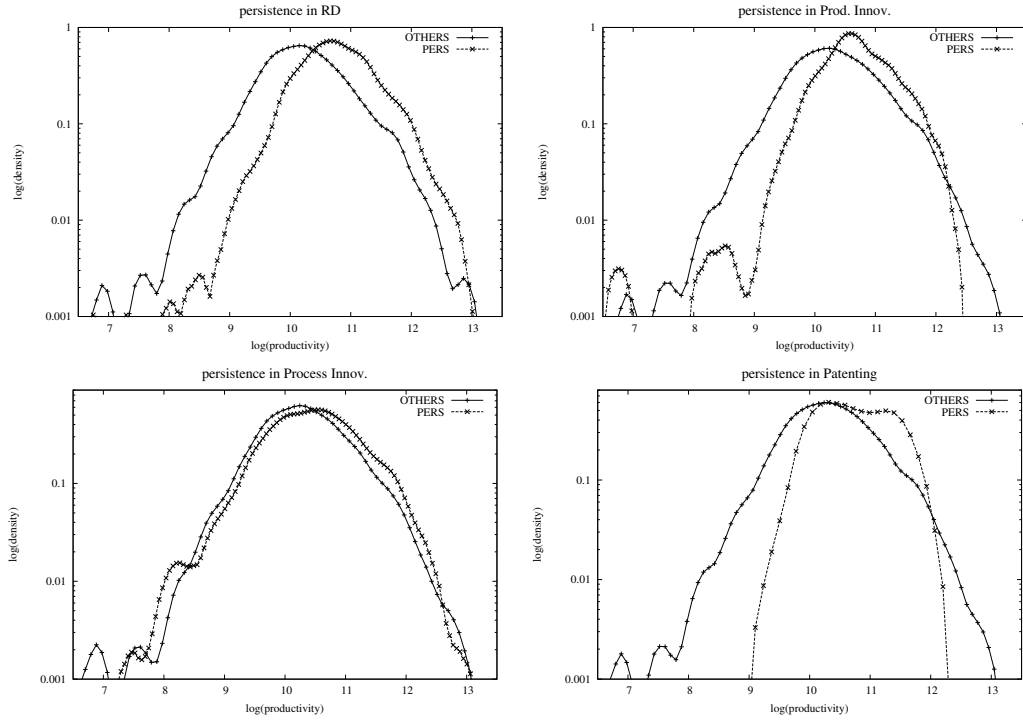 persistence in RD
1
OTHERS
PERS
0.1
log(density)
0.01
0.001
7 8 9 10 11 12 13
log(productivity)
persistence in Prod. Innov.
1
OTHERS
PERS
0.1
log(density)
0.01
0.001
7 8 9 10 11 12 13
log(productivity)
persistence in Process Innov.
OTHERS
PERS
0.1
log(density)
0.01
0.001
7 8 9 10 11 12 13
log(productivity)
persistence in Patenting
OTHERS
PERS
0.1
log(density)
0.01
0.001
7 8 9 10 11 12 13
log(productivity)